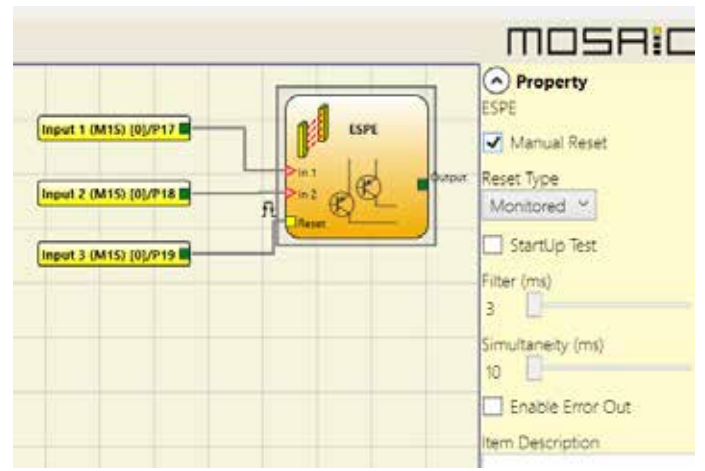 MOSAIC
Property
ESPE
Manual Reset
Reset Type
Monitored
StartUp Test
Filter (ms)
3
Simultaneity (ms)
10
Enable Error Out
Item Description
Input 1 (M1S) [0]/P17
Input 2 (M1S) [0]/P18
Input 3 (M1S) [0]/P19
ESPE
In 1
In 2
Reset
Output